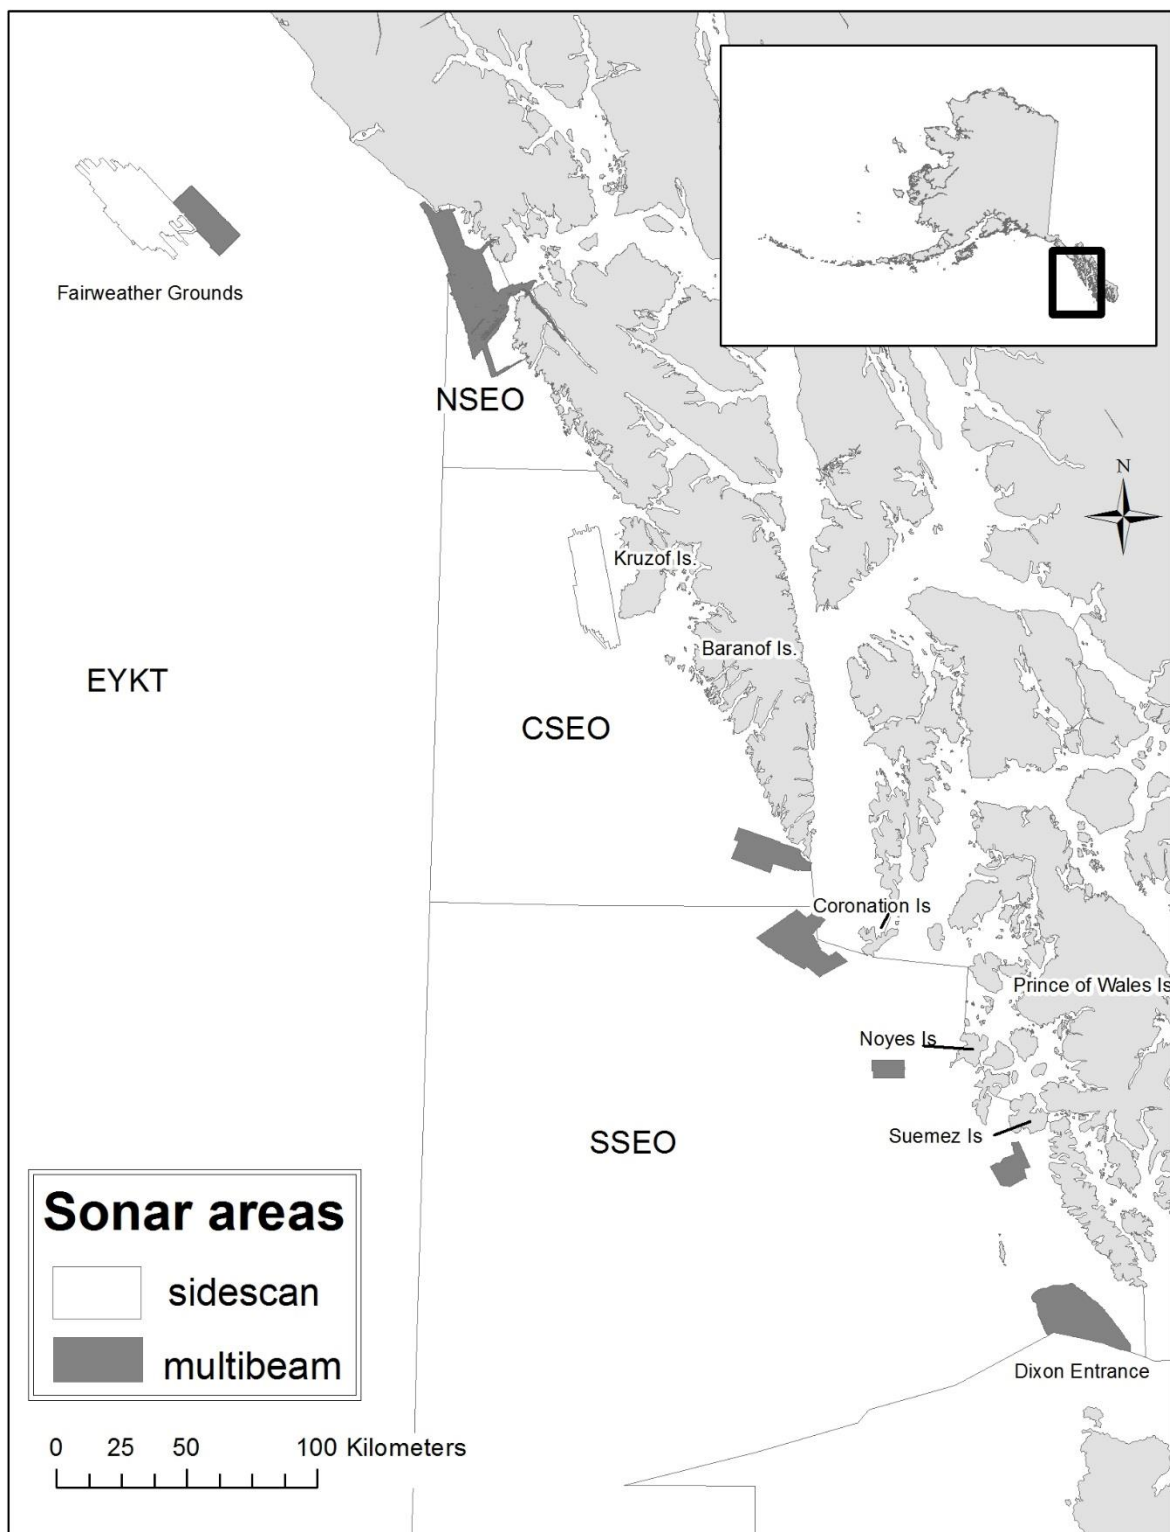 Fairweather Grounds
NSEO
N
Kruzof Is.
Baranof Is.
EYKT
CSEO
Coronation Is
Prince of Wales Is
Noyes Is
SSEO
Suemez Is
Sonar areas
sidescan
multibeam
Dixon Entrance
0 25 50 100 Kilometers